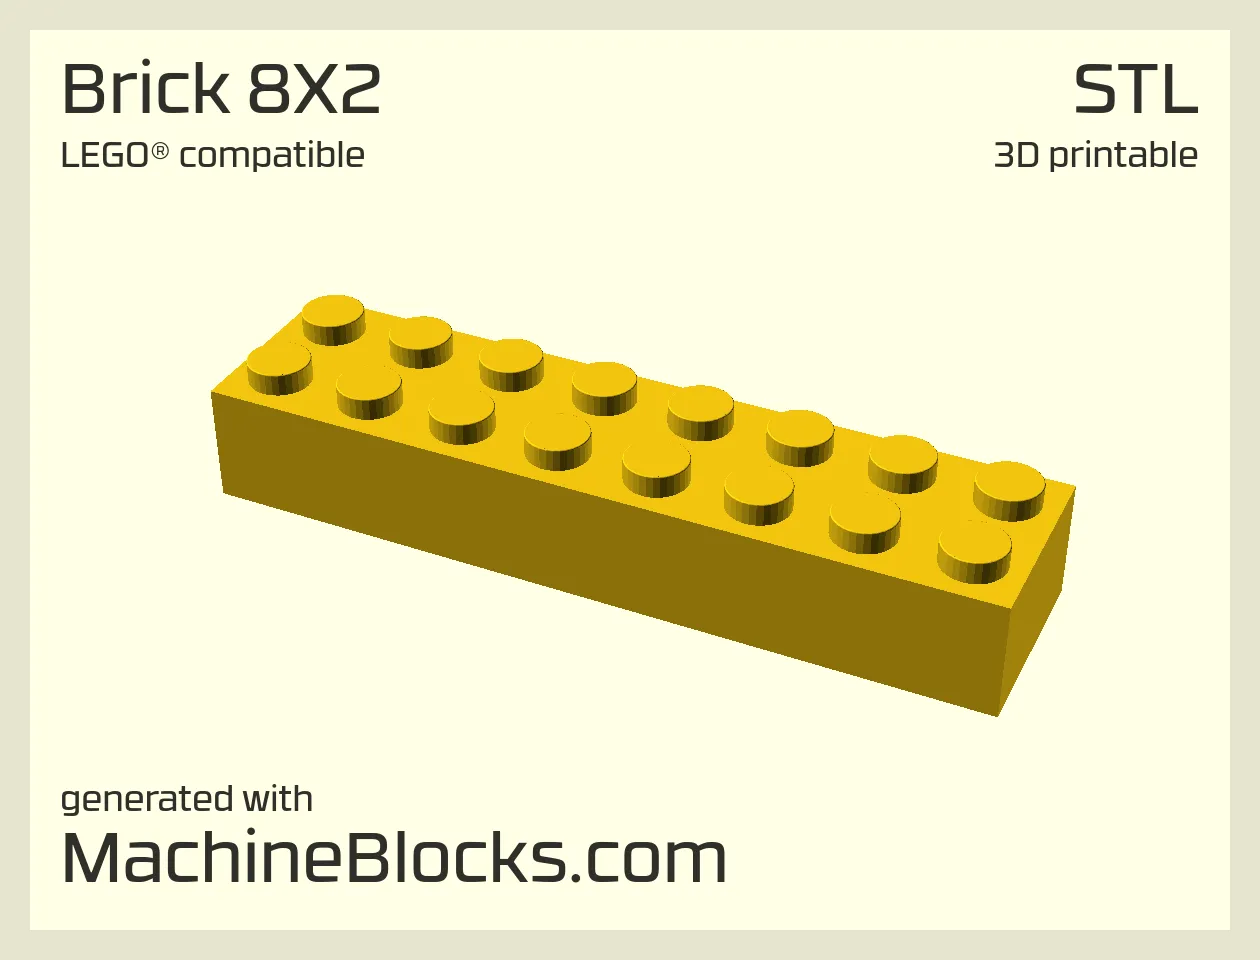 Brick 8X2
LEGO® compatible
STL
3D printable
generated with
MachineBlocks.com